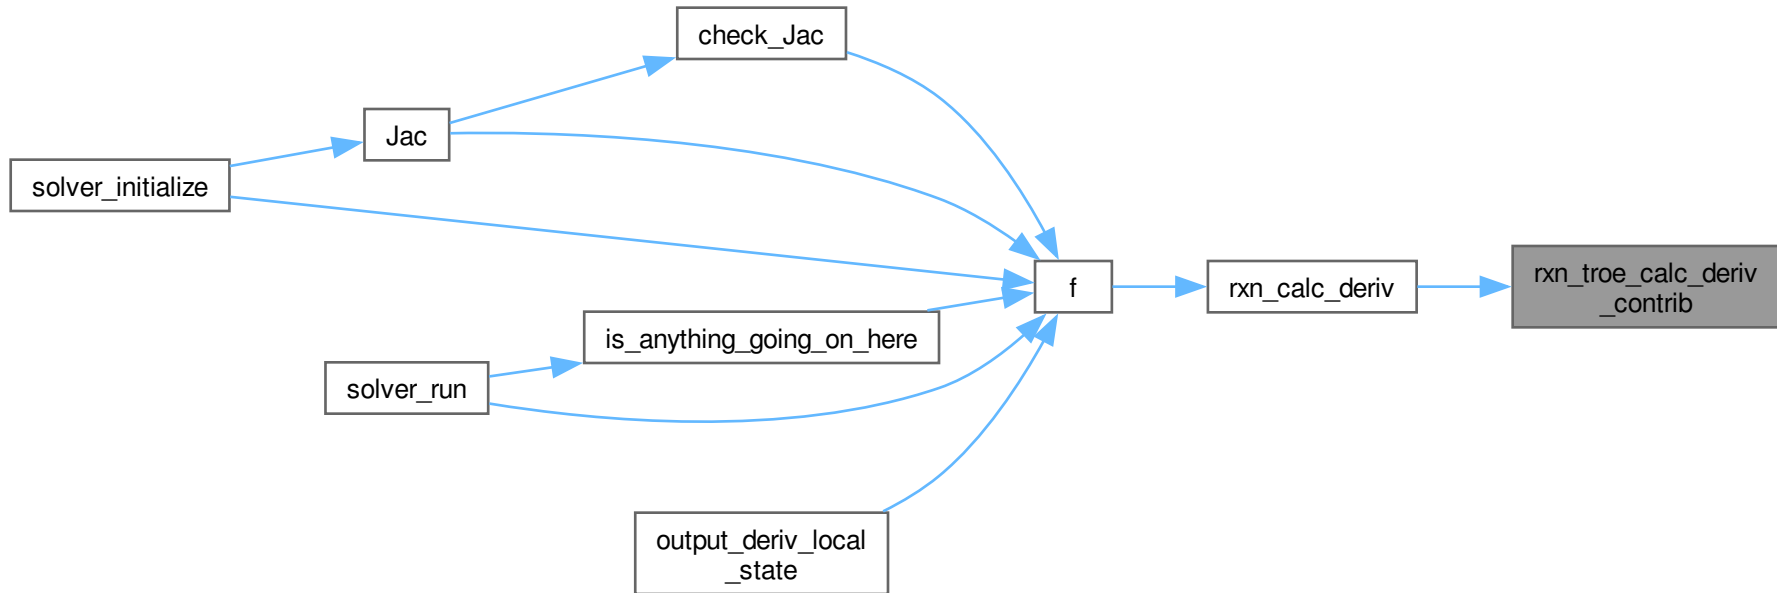 check_Jac
Jac
solver_initialize
f
rxn_calc_deriv
rxn_troe_calc_deriv
_contrib
is_anything_going_on_here
solver_run
output_deriv_local
_state